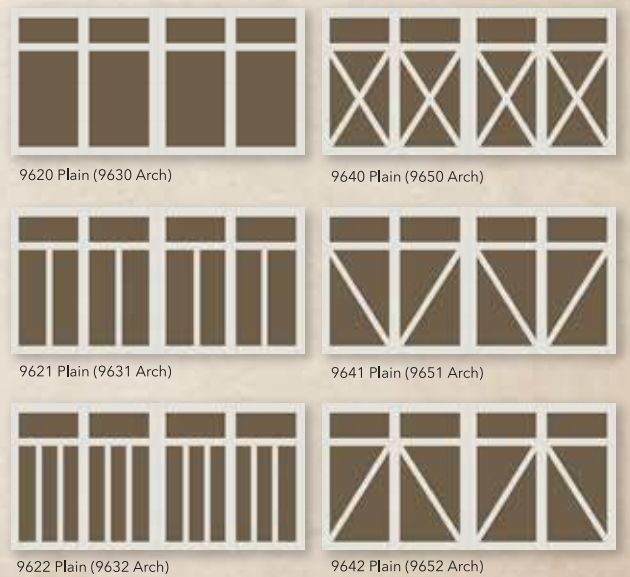 9620 Plain (9630 Arch)
9640 Plain (9650 Arch)
9621 Plain (9631 Arch)
9641 Plain (9651 Arch)
9622 Plain (9632 Arch)
9642 Plain (9652 Arch)